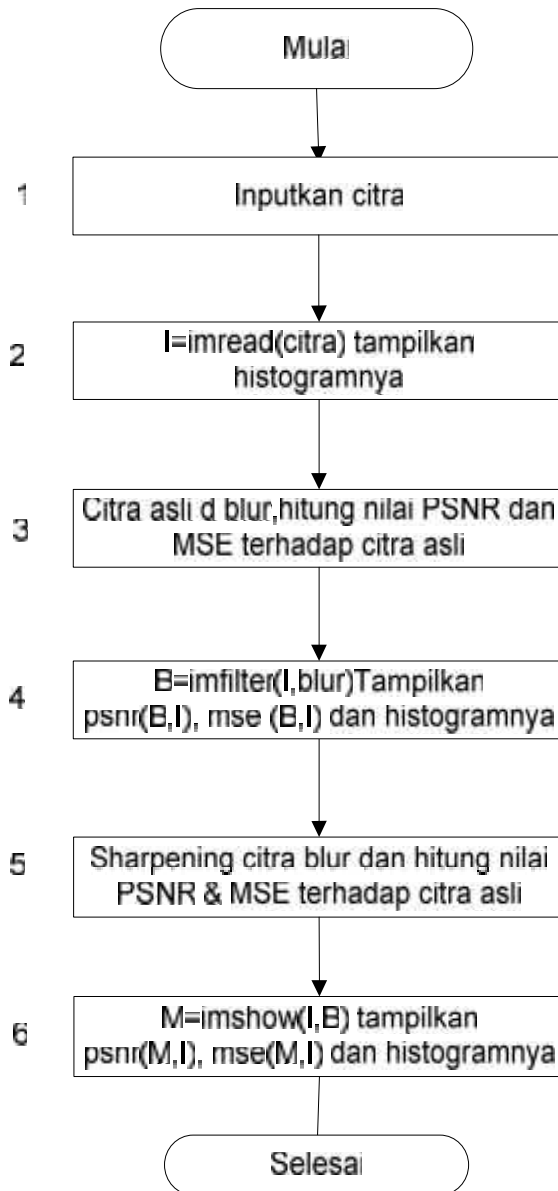 Mulai
1
Inputkan citra
2
I=imread(citra) tampilkan
histogramnya
3
Citra asli d blur,hitung nilai PSNR dan
MSE terhadap citra asli
4
B=imfilter(I,blur)Tampilkan
psnr(B,I), mse (B,I) dan histogramnya
5
Sharpening citra blur dan hitung nilai
PSNR & MSE terhadap citra asli
6
M=imshow(I,B) tampilkan
psnr(M,I), mse(M,I) dan histogramnya
Selesai